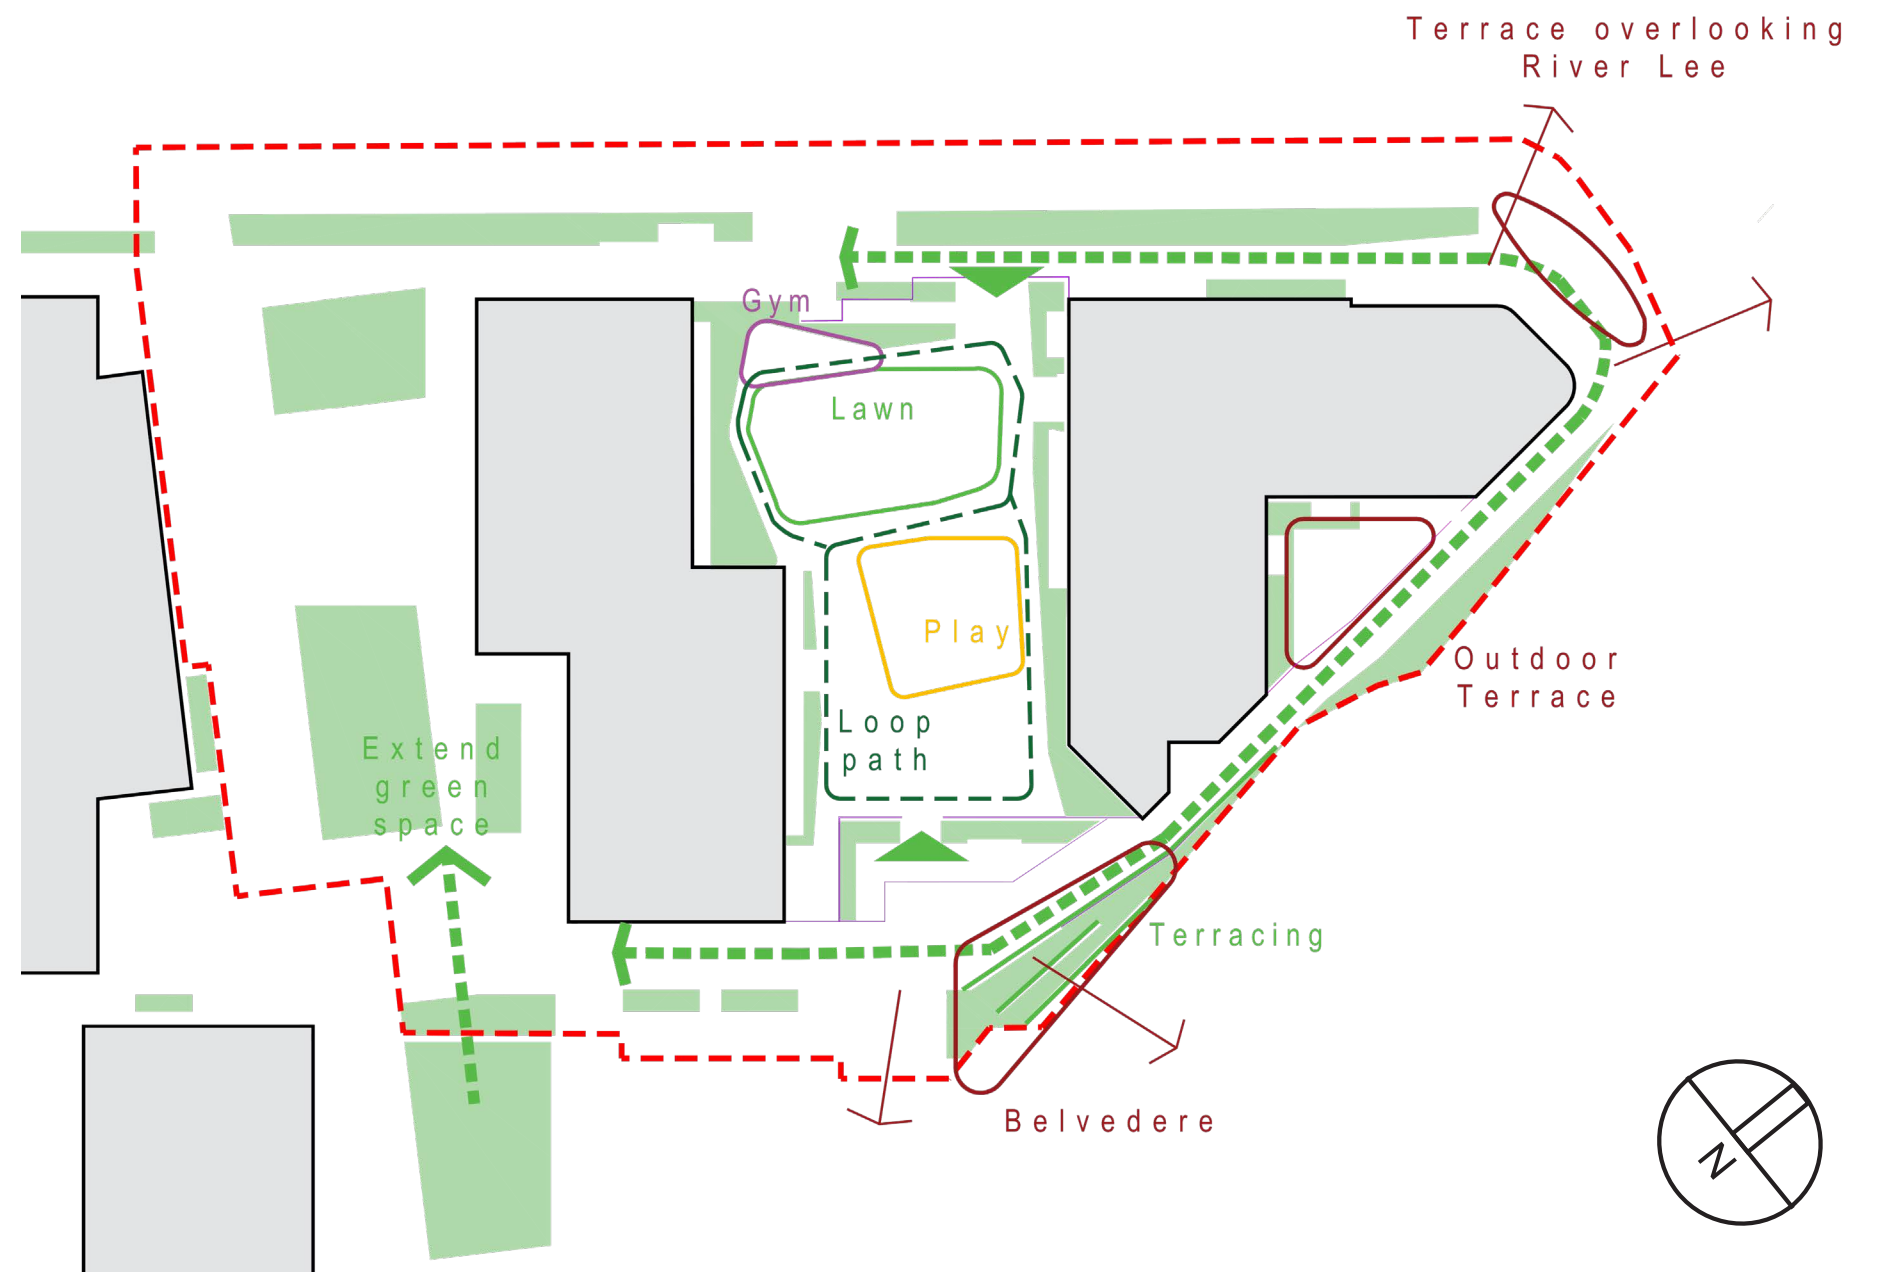 Terrace overlooking
River Lee
Gym
Lawn
Play
Outdoor
Terrace
Loop
path
Extend
green
space
Terracing
Belvedere
N